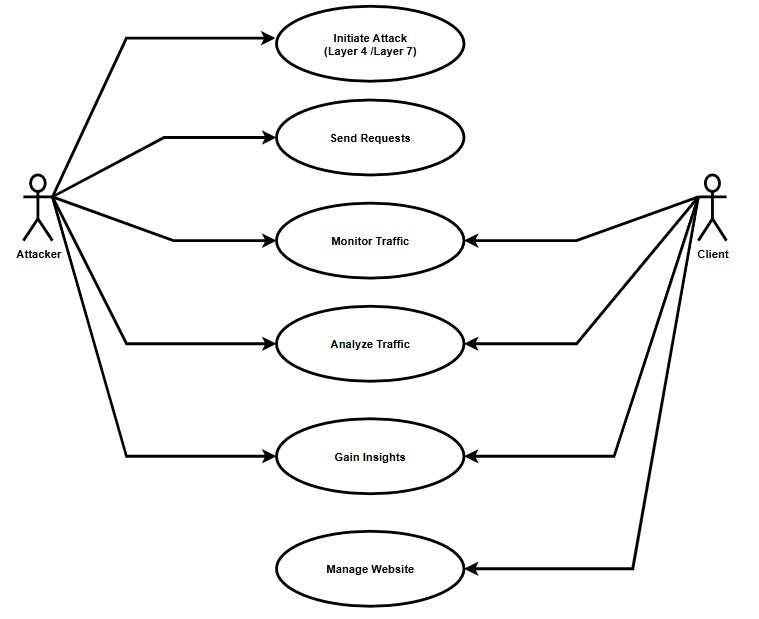 Initiate Attack
(Layer 4 /Layer 7)
Send Requests
Monitor Traffic
Attacker
Client
Analyze Traffic
Gain Insights
Manage Website